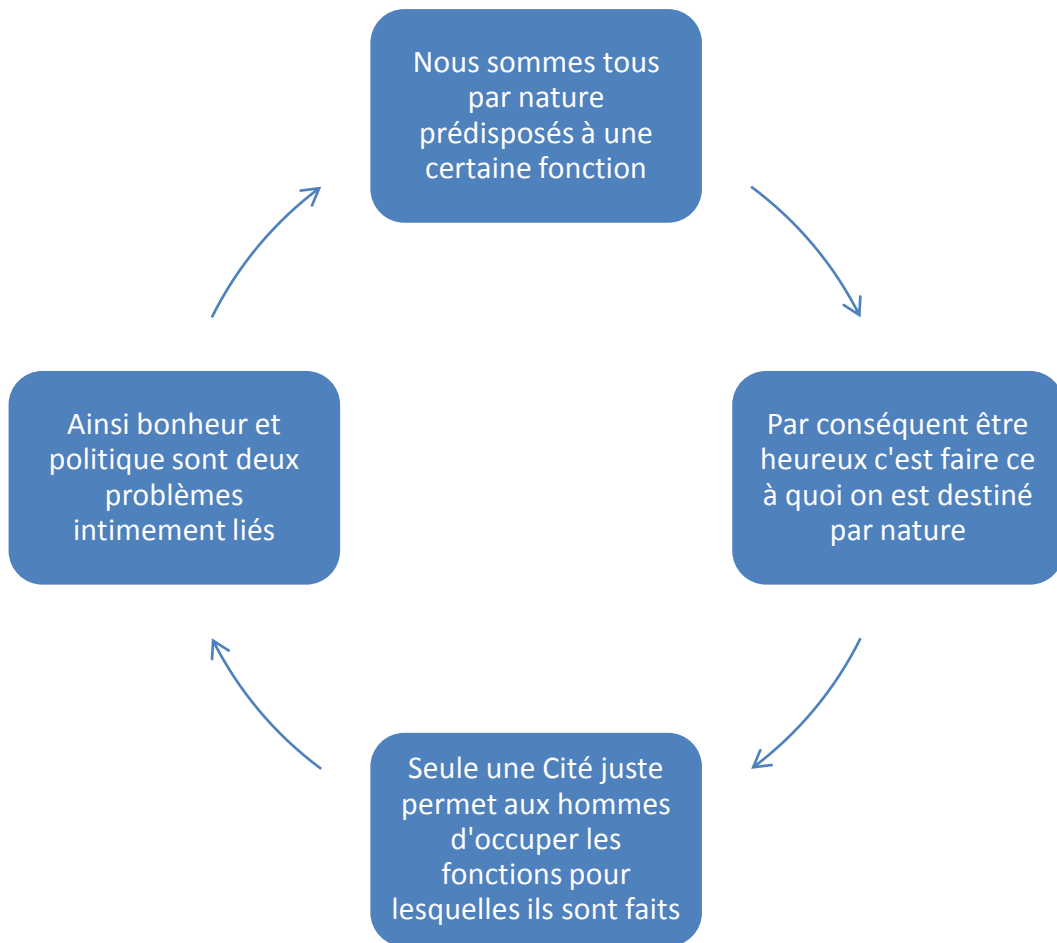 Nous sommes tous
par nature
prédisposés à une
certaine fonction
Par conséquent être
heureux c'est faire ce
à quoi on est destiné
par nature
Seule une Cité juste
permet aux hommes
d'occuper les
fonctions pour
lesquelles ils sont faits
Ainsi bonheur et
politique sont deux
problèmes
intimement liés